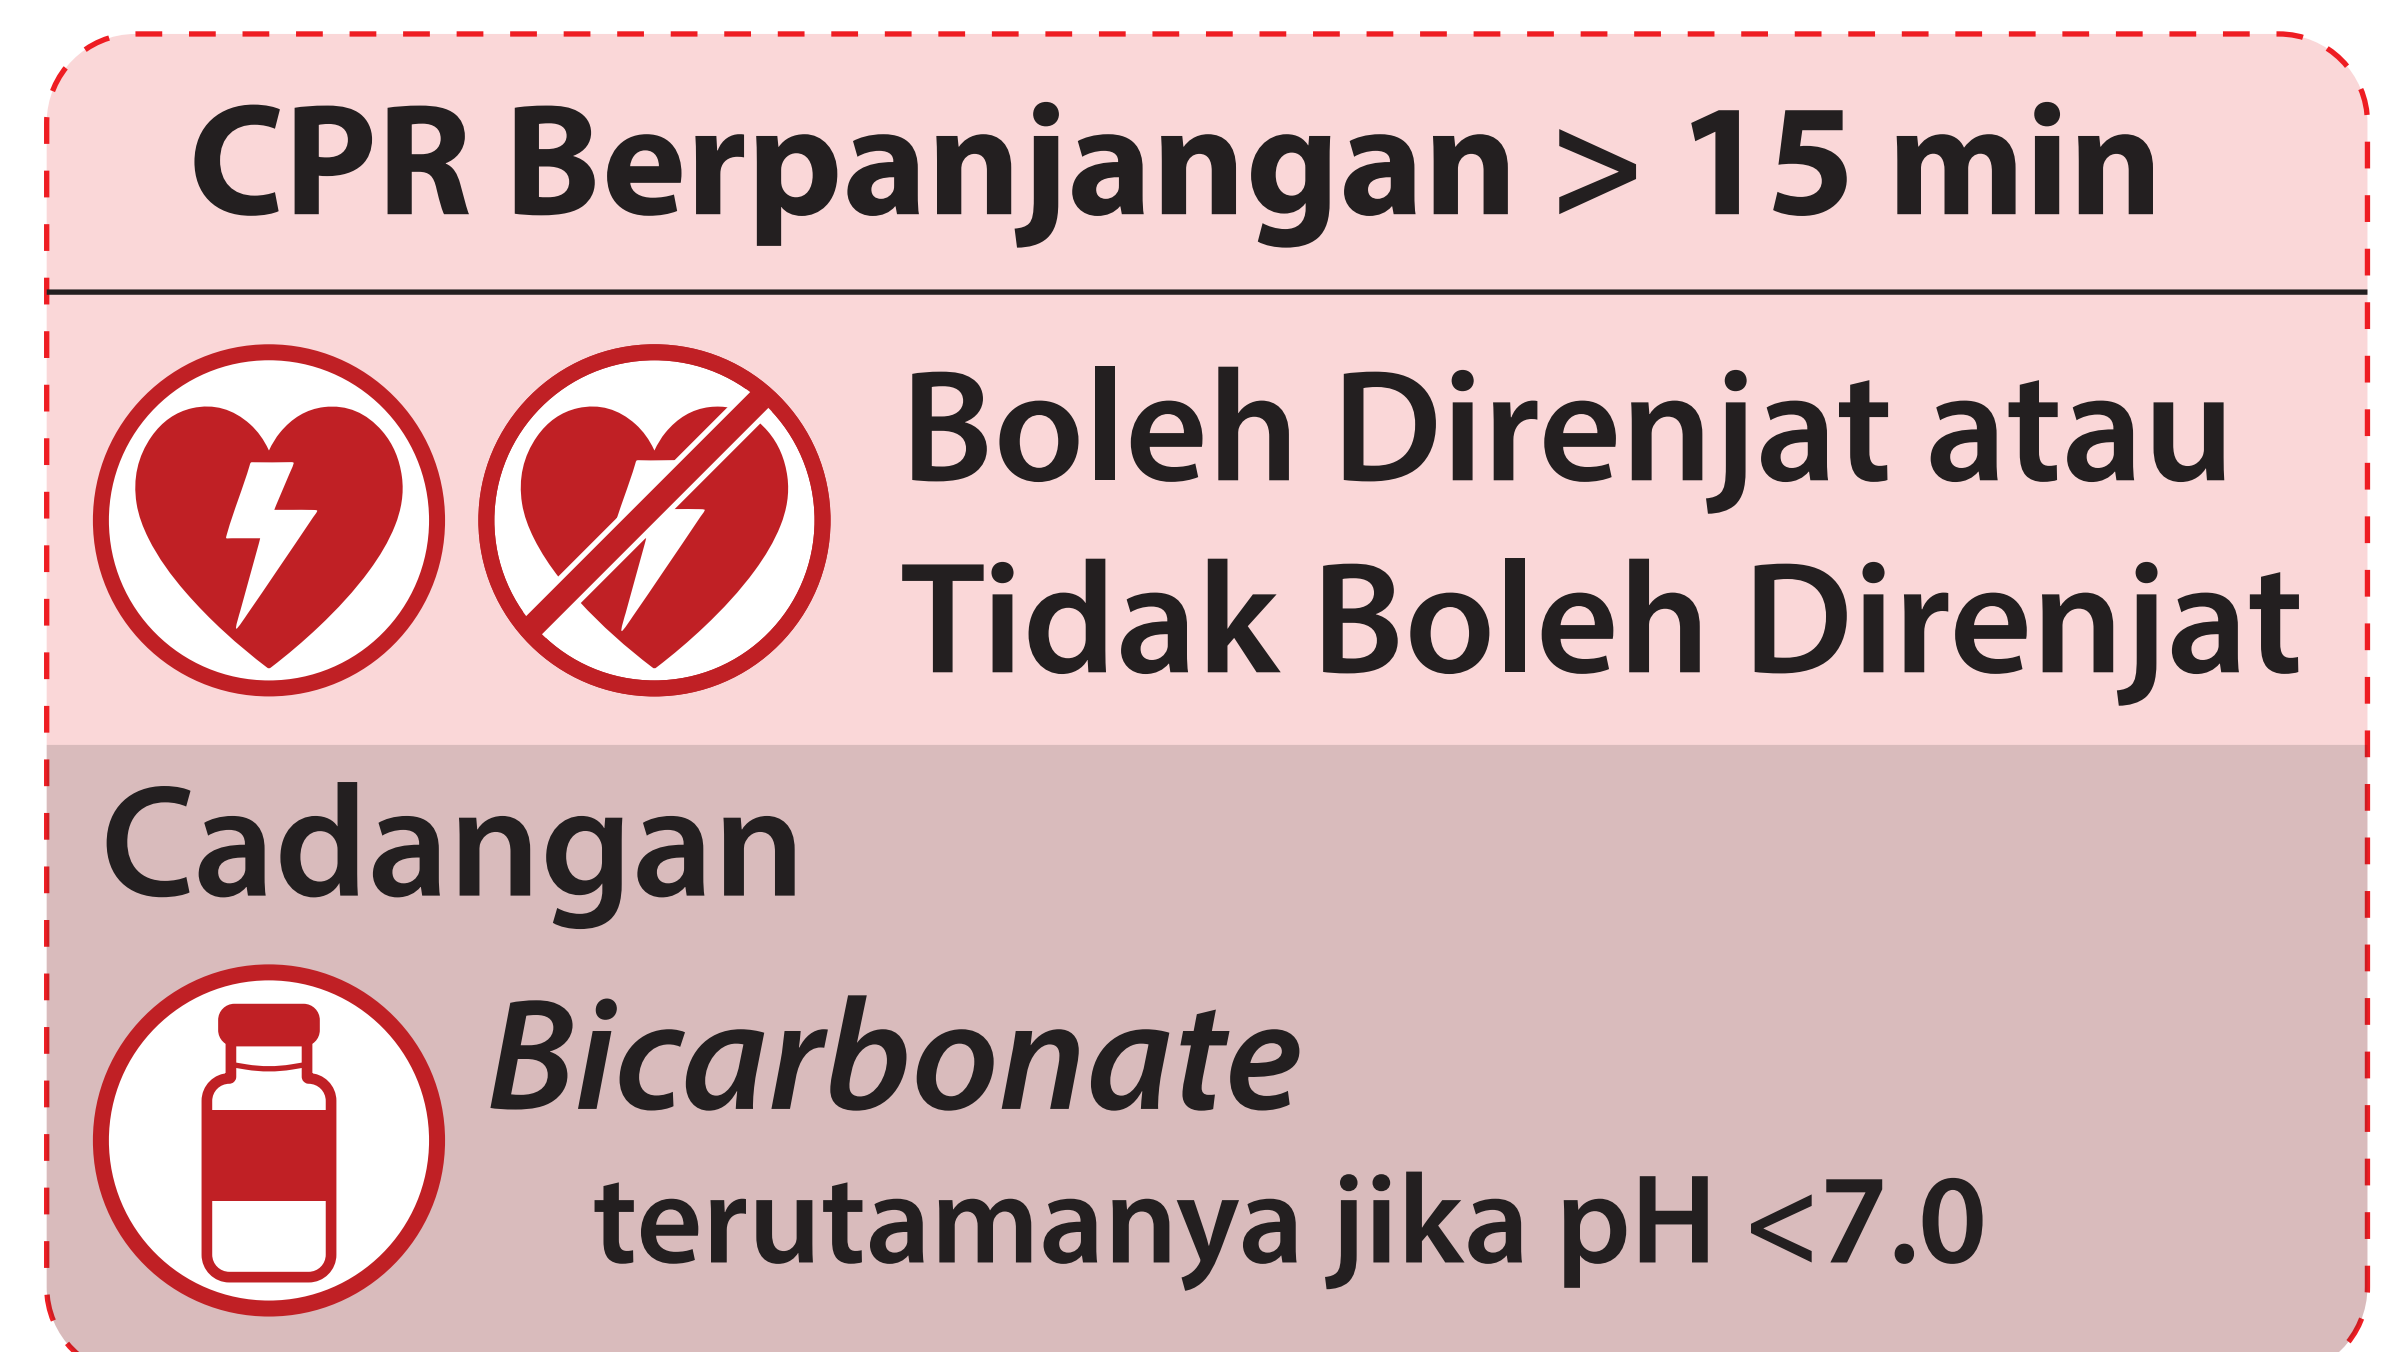 CPR Berpanjangan > 15 min
Boleh Direnjat atau
Tidak Boleh Direnjat
Cadangan
Bicarbonate
terutamanya jika pH <7.0